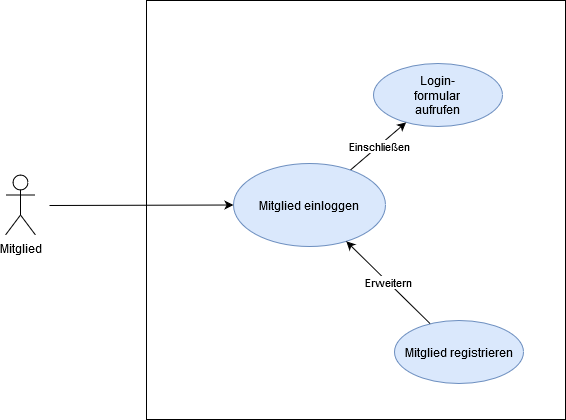 Login-
formular
aufrufen
Einschließen
Mitglied einloggen
Mitglied
Erweitern
Mitglied registrieren